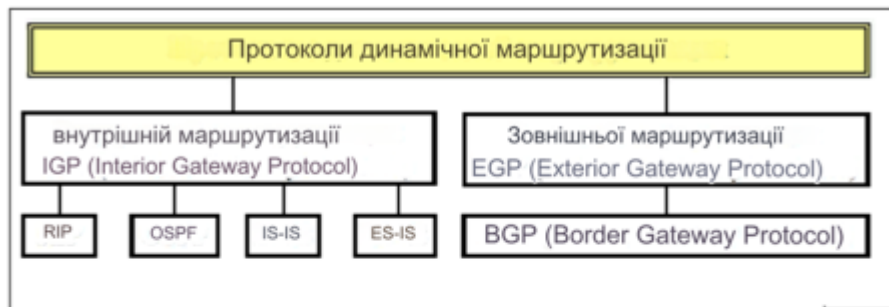 Протоколи динамічної маршрутизації
внутрішній маршрутизації
IGP (Interior Gateway Protocol)
Зовнішньої маршрутизації
EGP (Exterior Gateway Protocol)
RIP
OSPF
IS-IS
ES-IS
BGP (Border Gateway Protocol)